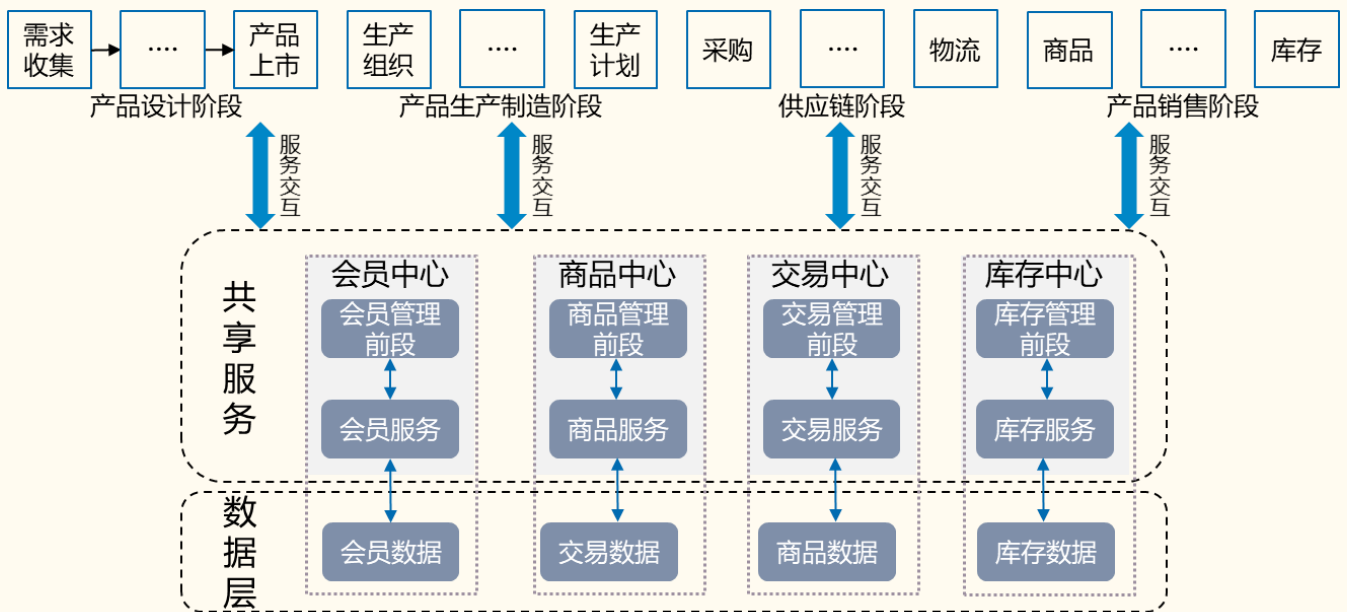 需求
收集
····
产品
上市
生产
组织
····
生产
计划
采购
····
物流
商品
····
库存
产品设计阶段
产品生产制造阶段
供应链阶段
产品销售阶段
服务交互
服务交互
服务交互
服务交互
共享服务
会员中心
商品中心
交易中心
库存中心
会员管理
前段
商品管理
前段
交易管理
前段
库存管理
前段
会员服务
商品服务
交易服务
库存服务
数据层
会员数据
交易数据
商品数据
库存数据